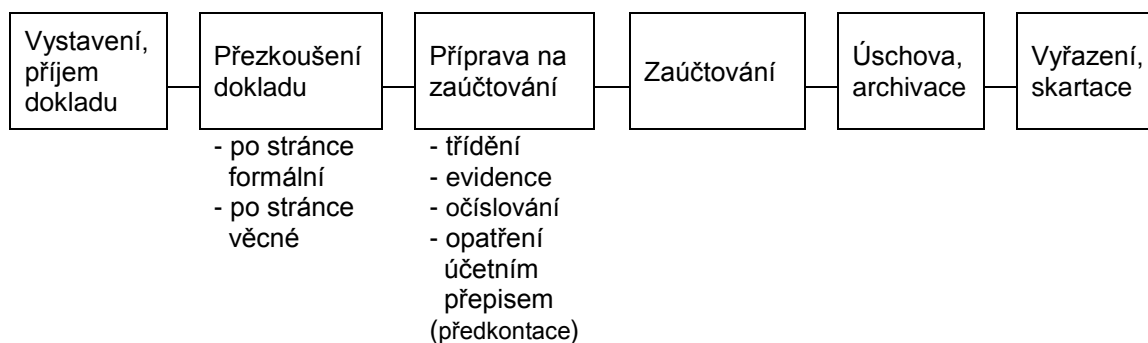 Vystavení,
příjem
dokladu
Přezkoušení
dokladu
- po stránce
formální
- po stránce
věcné
Příprava na
zaúčtování
- třídění
- evidence
- očíslování
- opatření
účetním
přepisem
(předkontace)
Zaúčtování
Úschova,
archivace
Vyřazení,
skartace